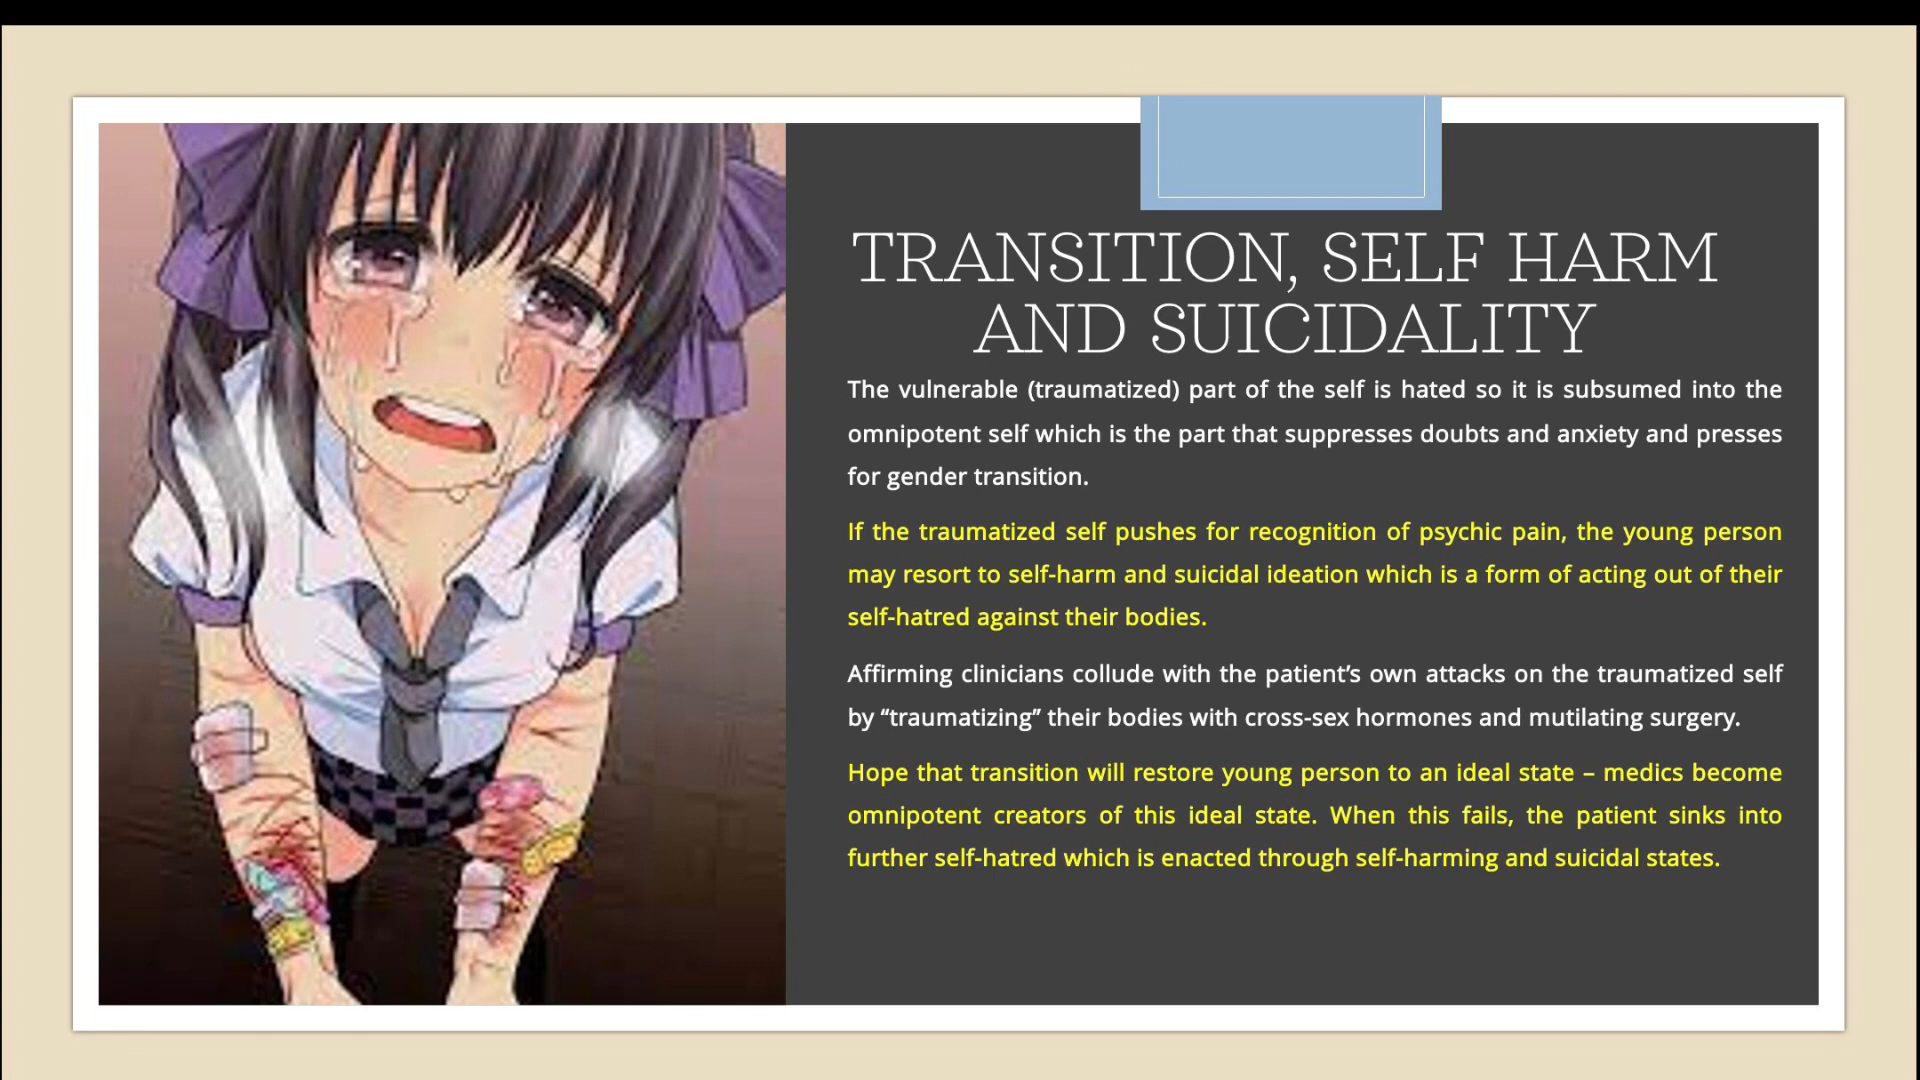 TRANSITION, SELF HARM
AND SUICIDALITY
The vulnerable (traumatized) part of the self is hated so it is subsumed into the
omnipotent self which is the part that suppresses doubts and anxiety and presses
for gender transition.
If the traumatized self pushes for recognition of psychic pain, the young person
may resort to self-harm and suicidal ideation which is a form of acting out of their
self-hatred against their bodies.
Affirming clinicians collude with the patient’s own attacks on the traumatized self
by “traumatizing” their bodies with cross-sex hormones and mutilating surgery.
Hope that transition will restore young person to an ideal state – medics become
omnipotent creators of this ideal state. When this fails, the patient sinks into
further self-hatred which is enacted through self-harming and suicidal states.